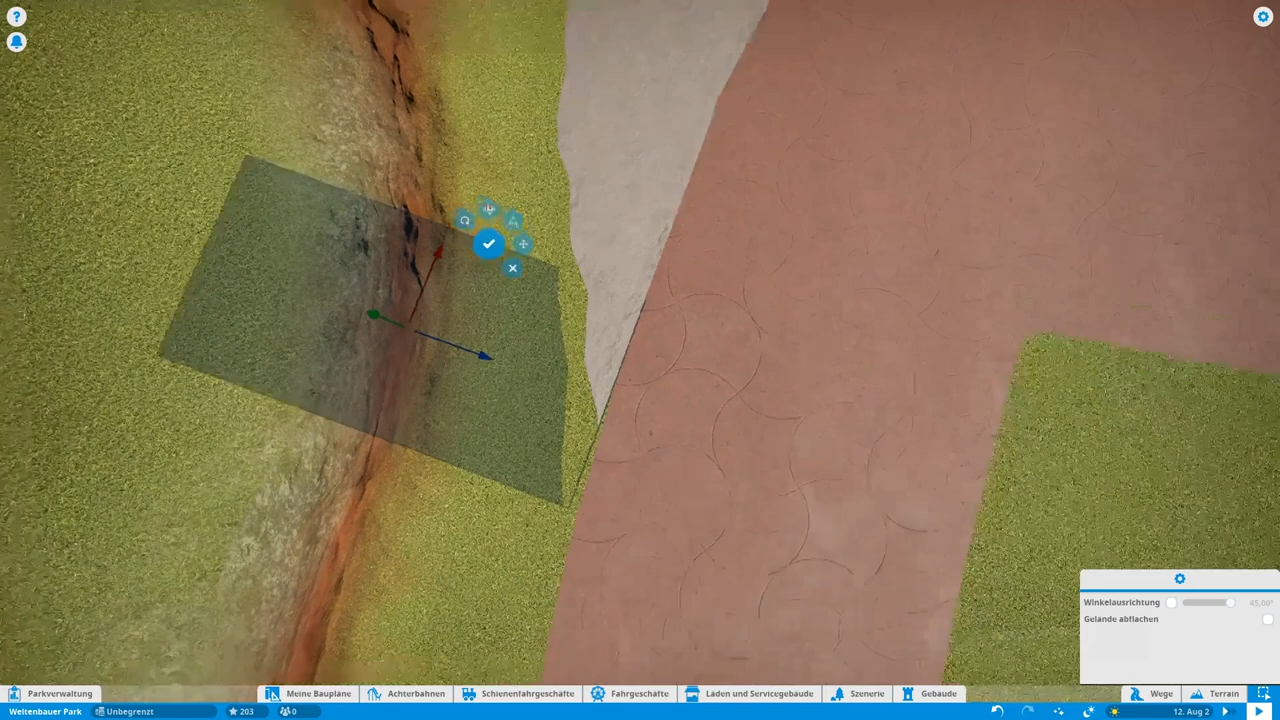 ?
Winkelausrichtung 45,00°
Gelände abflachen
Parkverwaltung Meine Baupläne Achterbahnen Schienenfahrgeschäfte Fahrgeschäfte Läden und Servicegebäude Szenerie Gebäude Wege Terrain
Weltenbauer Park Unbegrenzt 203 0 12. Aug 2